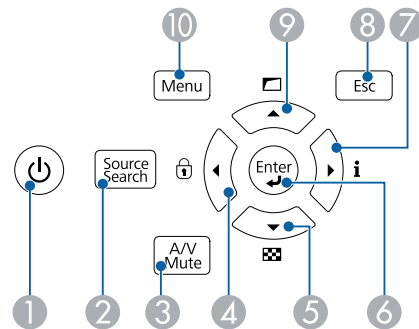 10 9 8 7
Menu
Esc
Source
Search
Enter
i
A/V
Mute
1 2 3 4 5 6